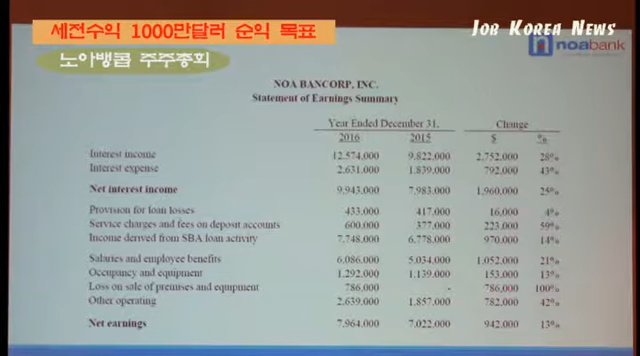 세전수익 1000만달러 순익 목표
JOB KOREA NEWS
noabank
노아뱅콥 주주총회
NOA BANCORP, INC.
Statement of Earnings Summary
Year Ended December 31, Change
2016 2015 $ %
Interest income 12,574,000 9,822,000 2,752,000 28%
Interest expense 2,631,000 1,839,000 792,000 43%
Net interest income 9,943,000 7,983,000 1,960,000 25%
Provision for loan losses 433,000 417,000 16,000 4%
Service charges and fees on deposit accounts 600,000 377,000 223,000 59%
Income derived from SBA loan activity 7,748,000 6,778,000 970,000 14%
Salaries and employee benefits 6,086,000 5,034,000 1,052,000 21%
Occupancy and equipment 1,292,000 1,139,000 153,000 13%
Loss on sale of premises and equipment 786,000 - 786,000 100%
Other operating 2,639,000 1,857,000 782,000 42%
Net earnings 7,964,000 7,022,000 942,000 13%